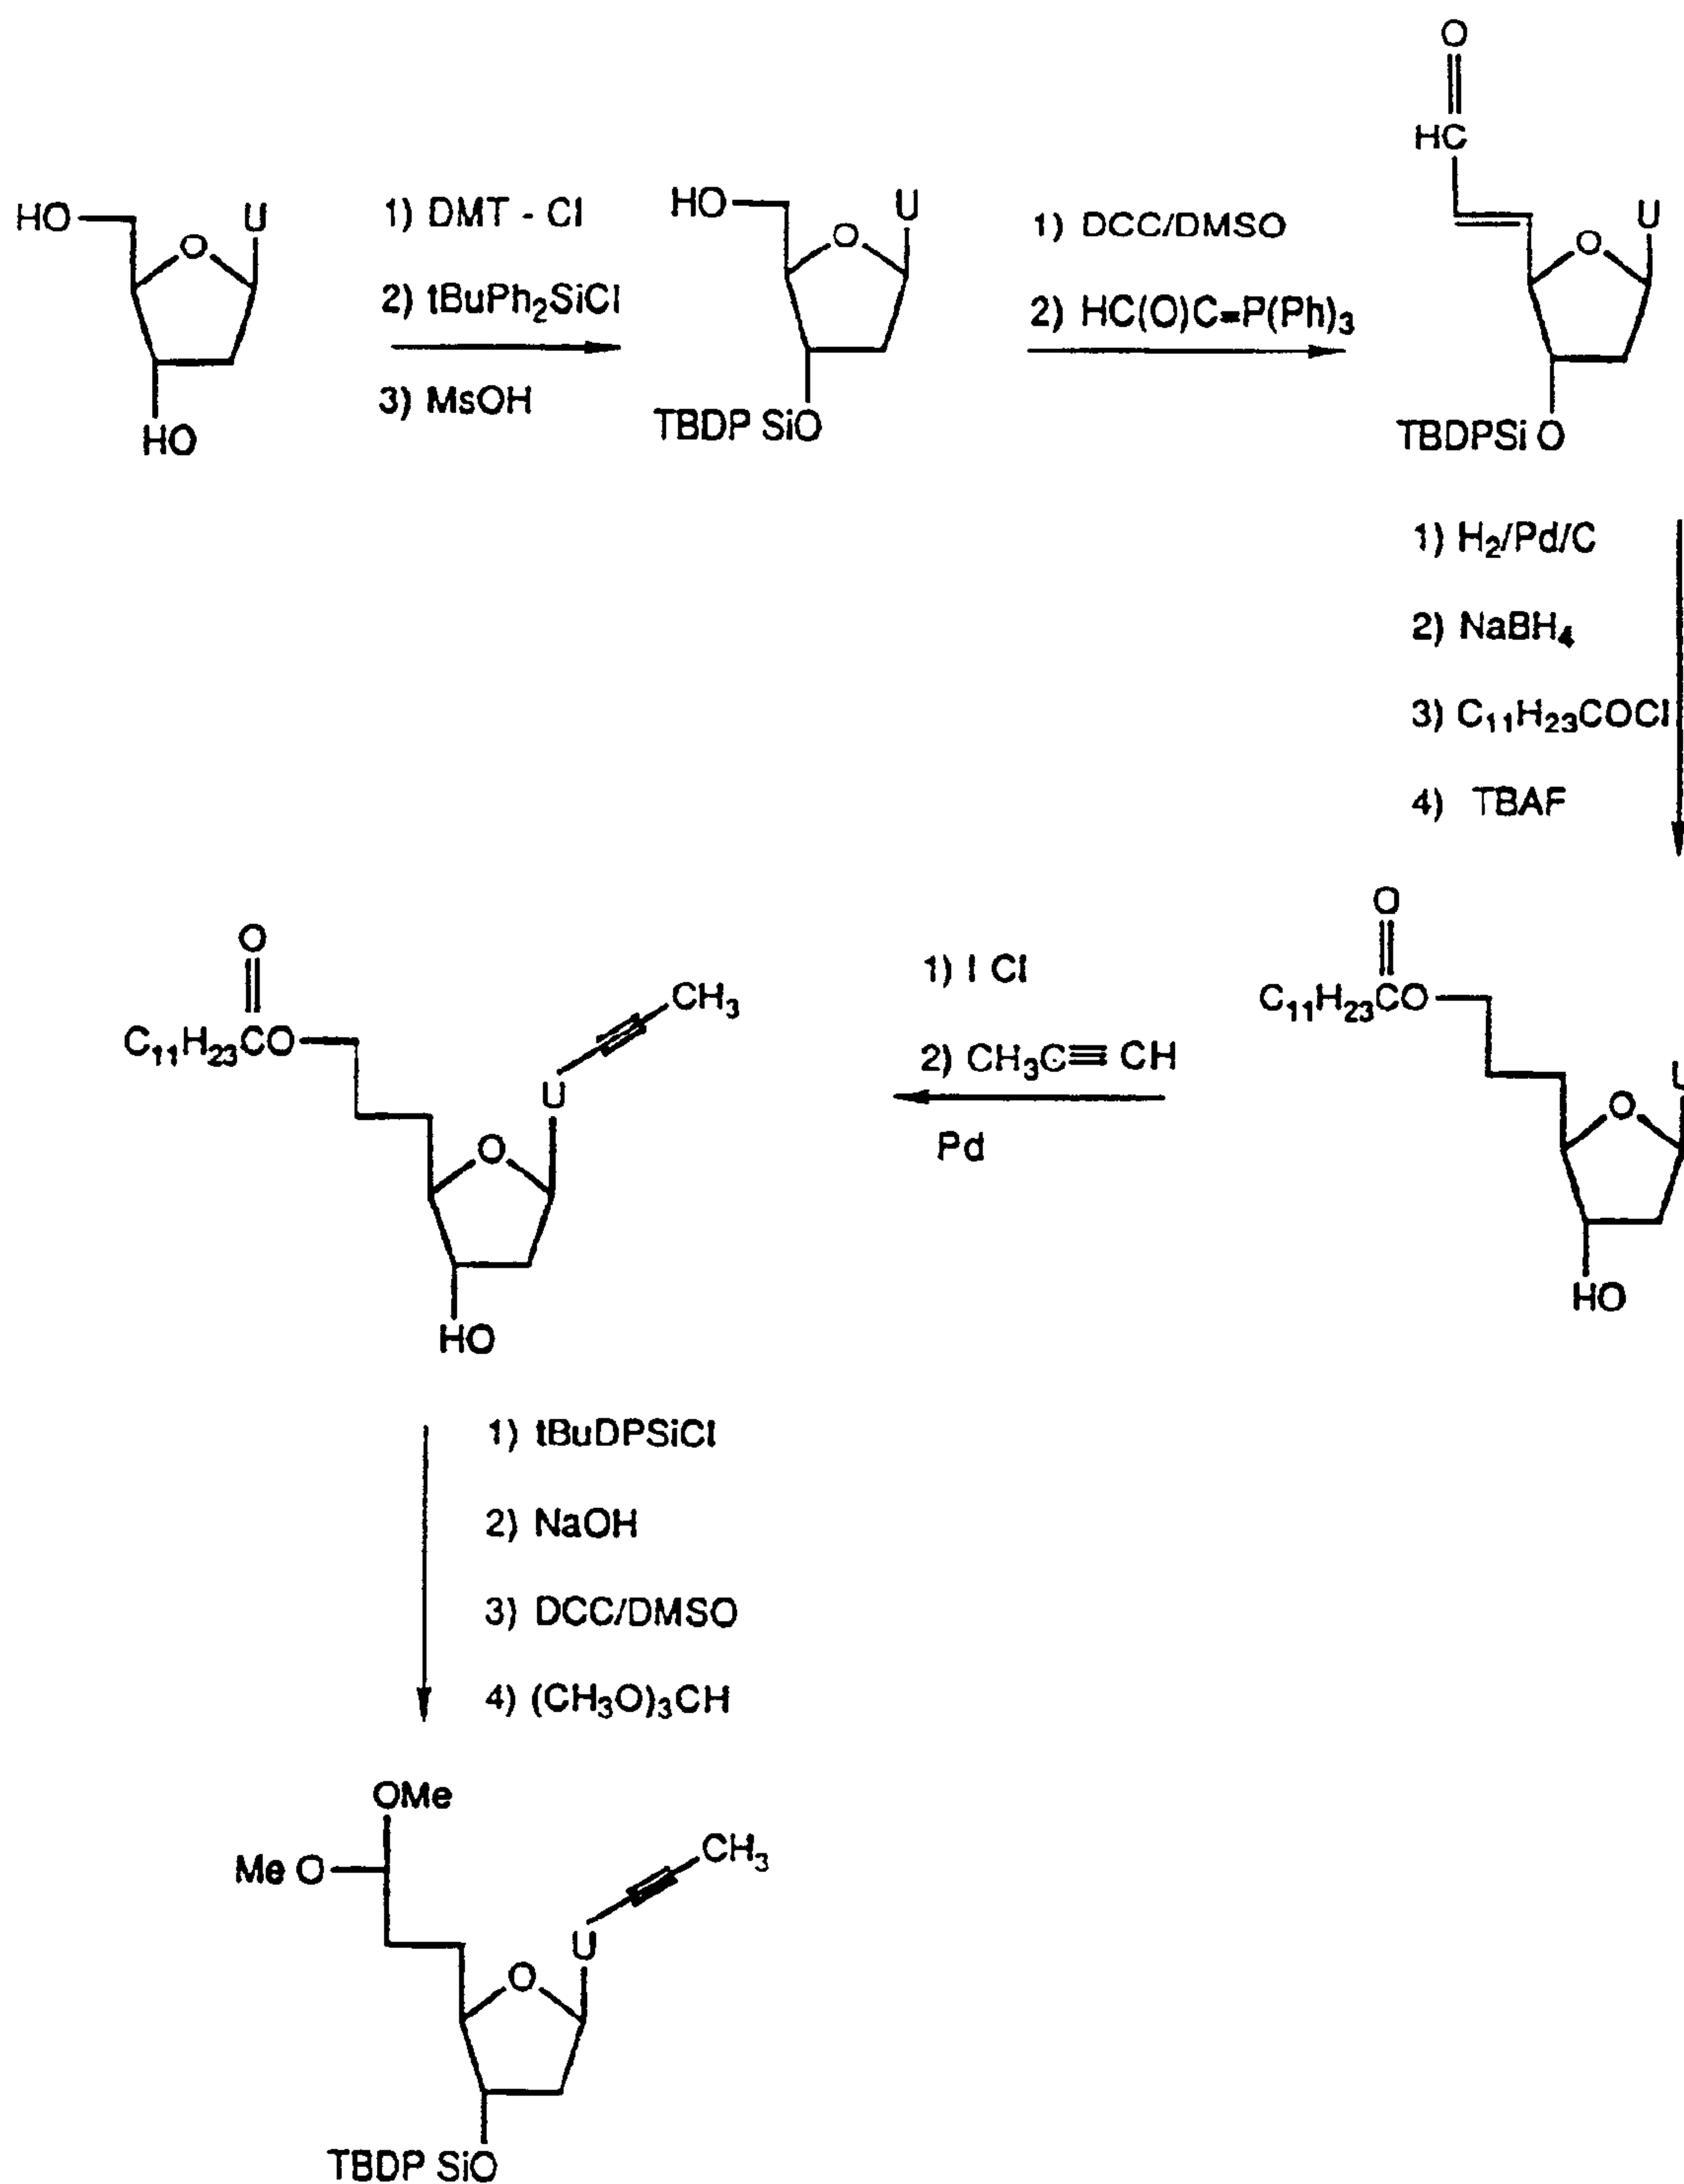 HO
U
O
HO
1) DMT - Cl
2) tBuPh₂SiCl
3) MsOH
HO
U
O
TBDP SiO
1) DCC/DMSO
2) HC(O)C=P(Ph)₃
O
HC
U
O
TBDPSi O
1) H₂/Pd/C
2) NaBH₄
3) C₁₁H₂₃COCl
4) TBAF
O
C₁₁H₂₃CO
U
O
HO
1) I Cl
2) CH₃C≡CH
Pd
O
C₁₁H₂₃CO
CH₃
U
O
HO
1) tBuDPSiCl
2) NaOH
3) DCC/DMSO
4) (CH₃O)₃CH
OMe
Me O
CH₃
U
O
TBDP SiO